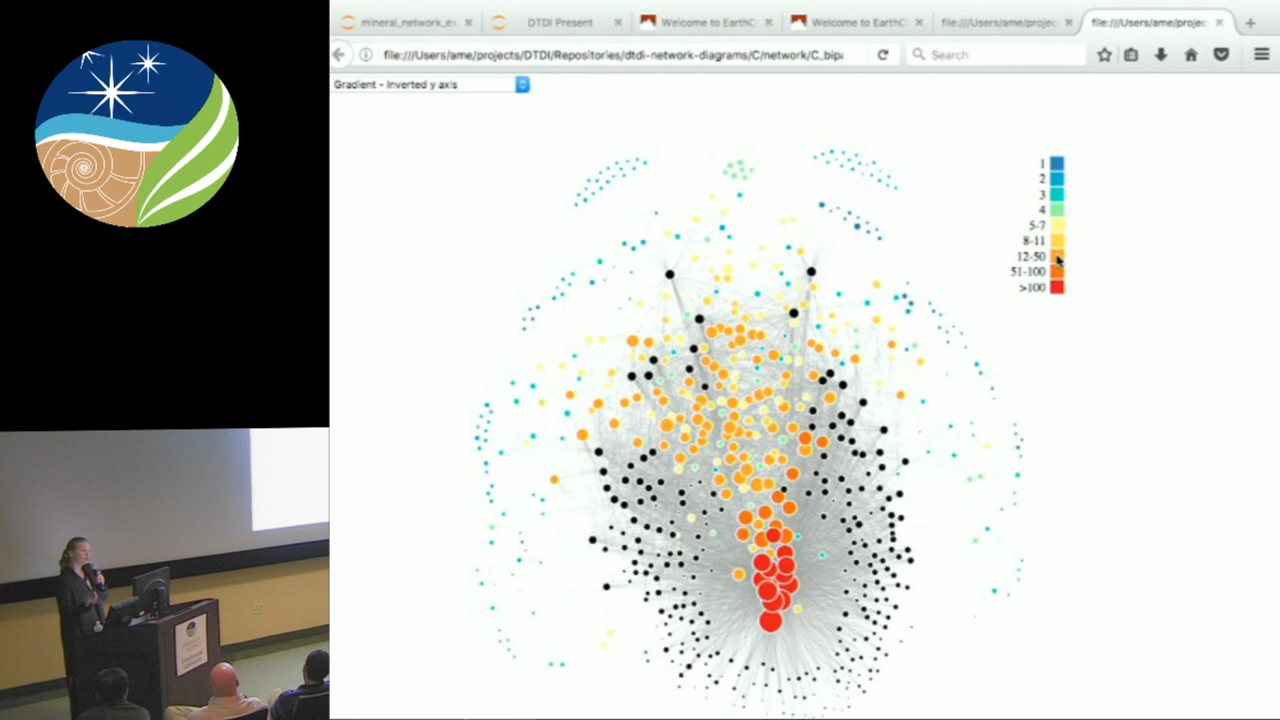 mineral_network_e
DTDI Present
Welcome to EarthC
Welcome to EarthC
file:///Users/ame/projec
file:///Users/ame/projec
file:///Users/ame/projects/DTDI/Repositories/dtdi-network-diagrams/C/network/C_bip
Search
Gradient - Inverted y axis
1
2
3
4
5-7
8-11
12-50
51-100
>100